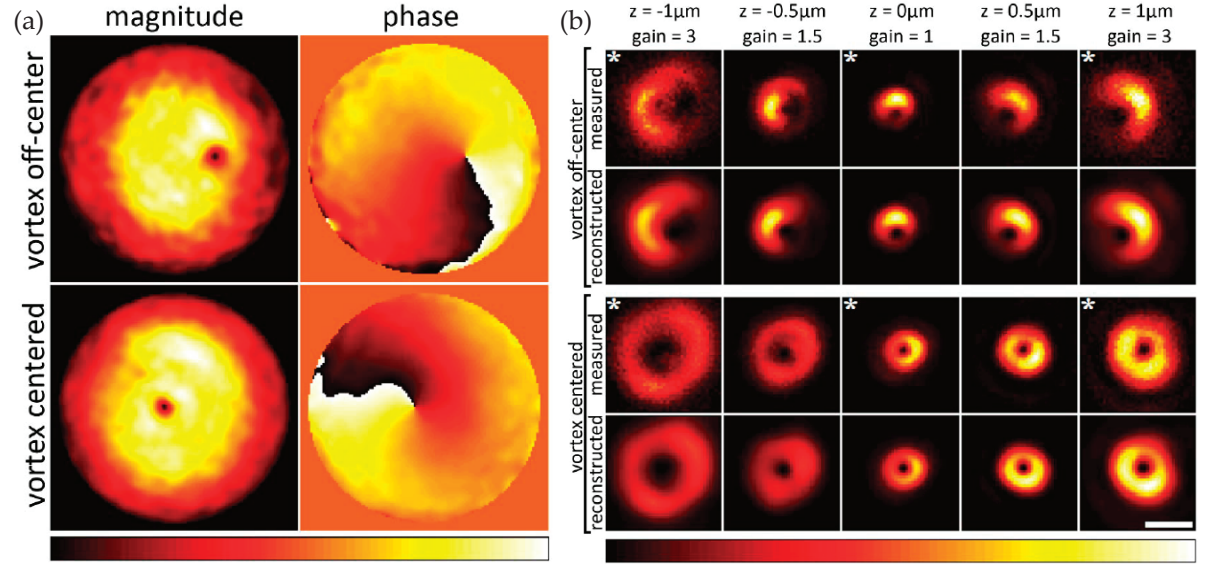 (a)
magnitude
phase
vortex off-center
vortex centered
(b)
z = -1µm
gain = 3
z = -0.5µm
gain = 1.5
z = 0µm
gain = 1
z = 0.5µm
gain = 1.5
z = 1µm
gain = 3
vortex off-center
measured
*
*
*
reconstructed
vortex centered
measured
*
*
*
reconstructed